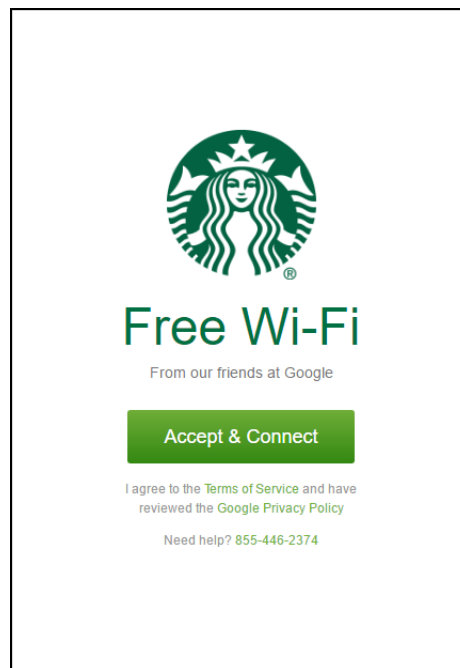 ®
Free Wi-Fi
From our friends at Google
Accept & Connect
I agree to the Terms of Service and have
reviewed the Google Privacy Policy
Need help? 855-446-2374